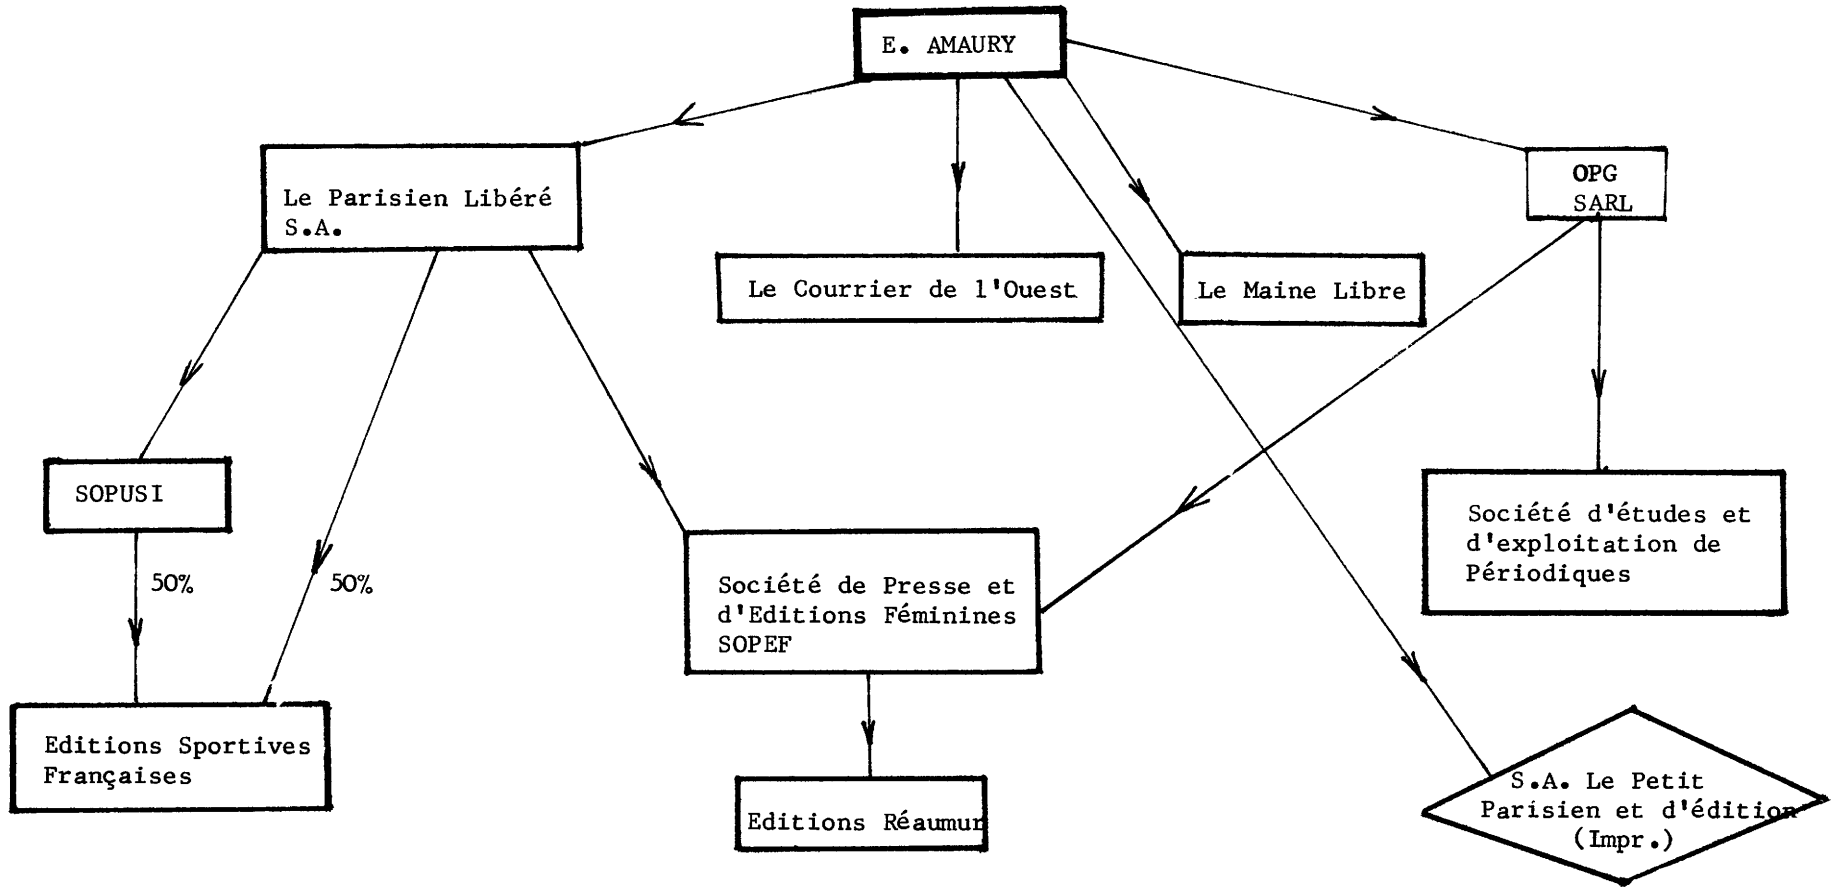 E. AMAURY
Le Parisien Libéré
S.A.
OPG
SARL
Le Courrier de l'Ouest
Le Maine Libre
SOPUSI
50%
50%
Société de Presse et
d'Editions Féminines
SOPEF
Société d'études et
d'exploitation de
Périodiques
Editions Sportives
Françaises
Editions Réaumur
S.A. Le Petit
Parisien et d'édition
(Impr.)